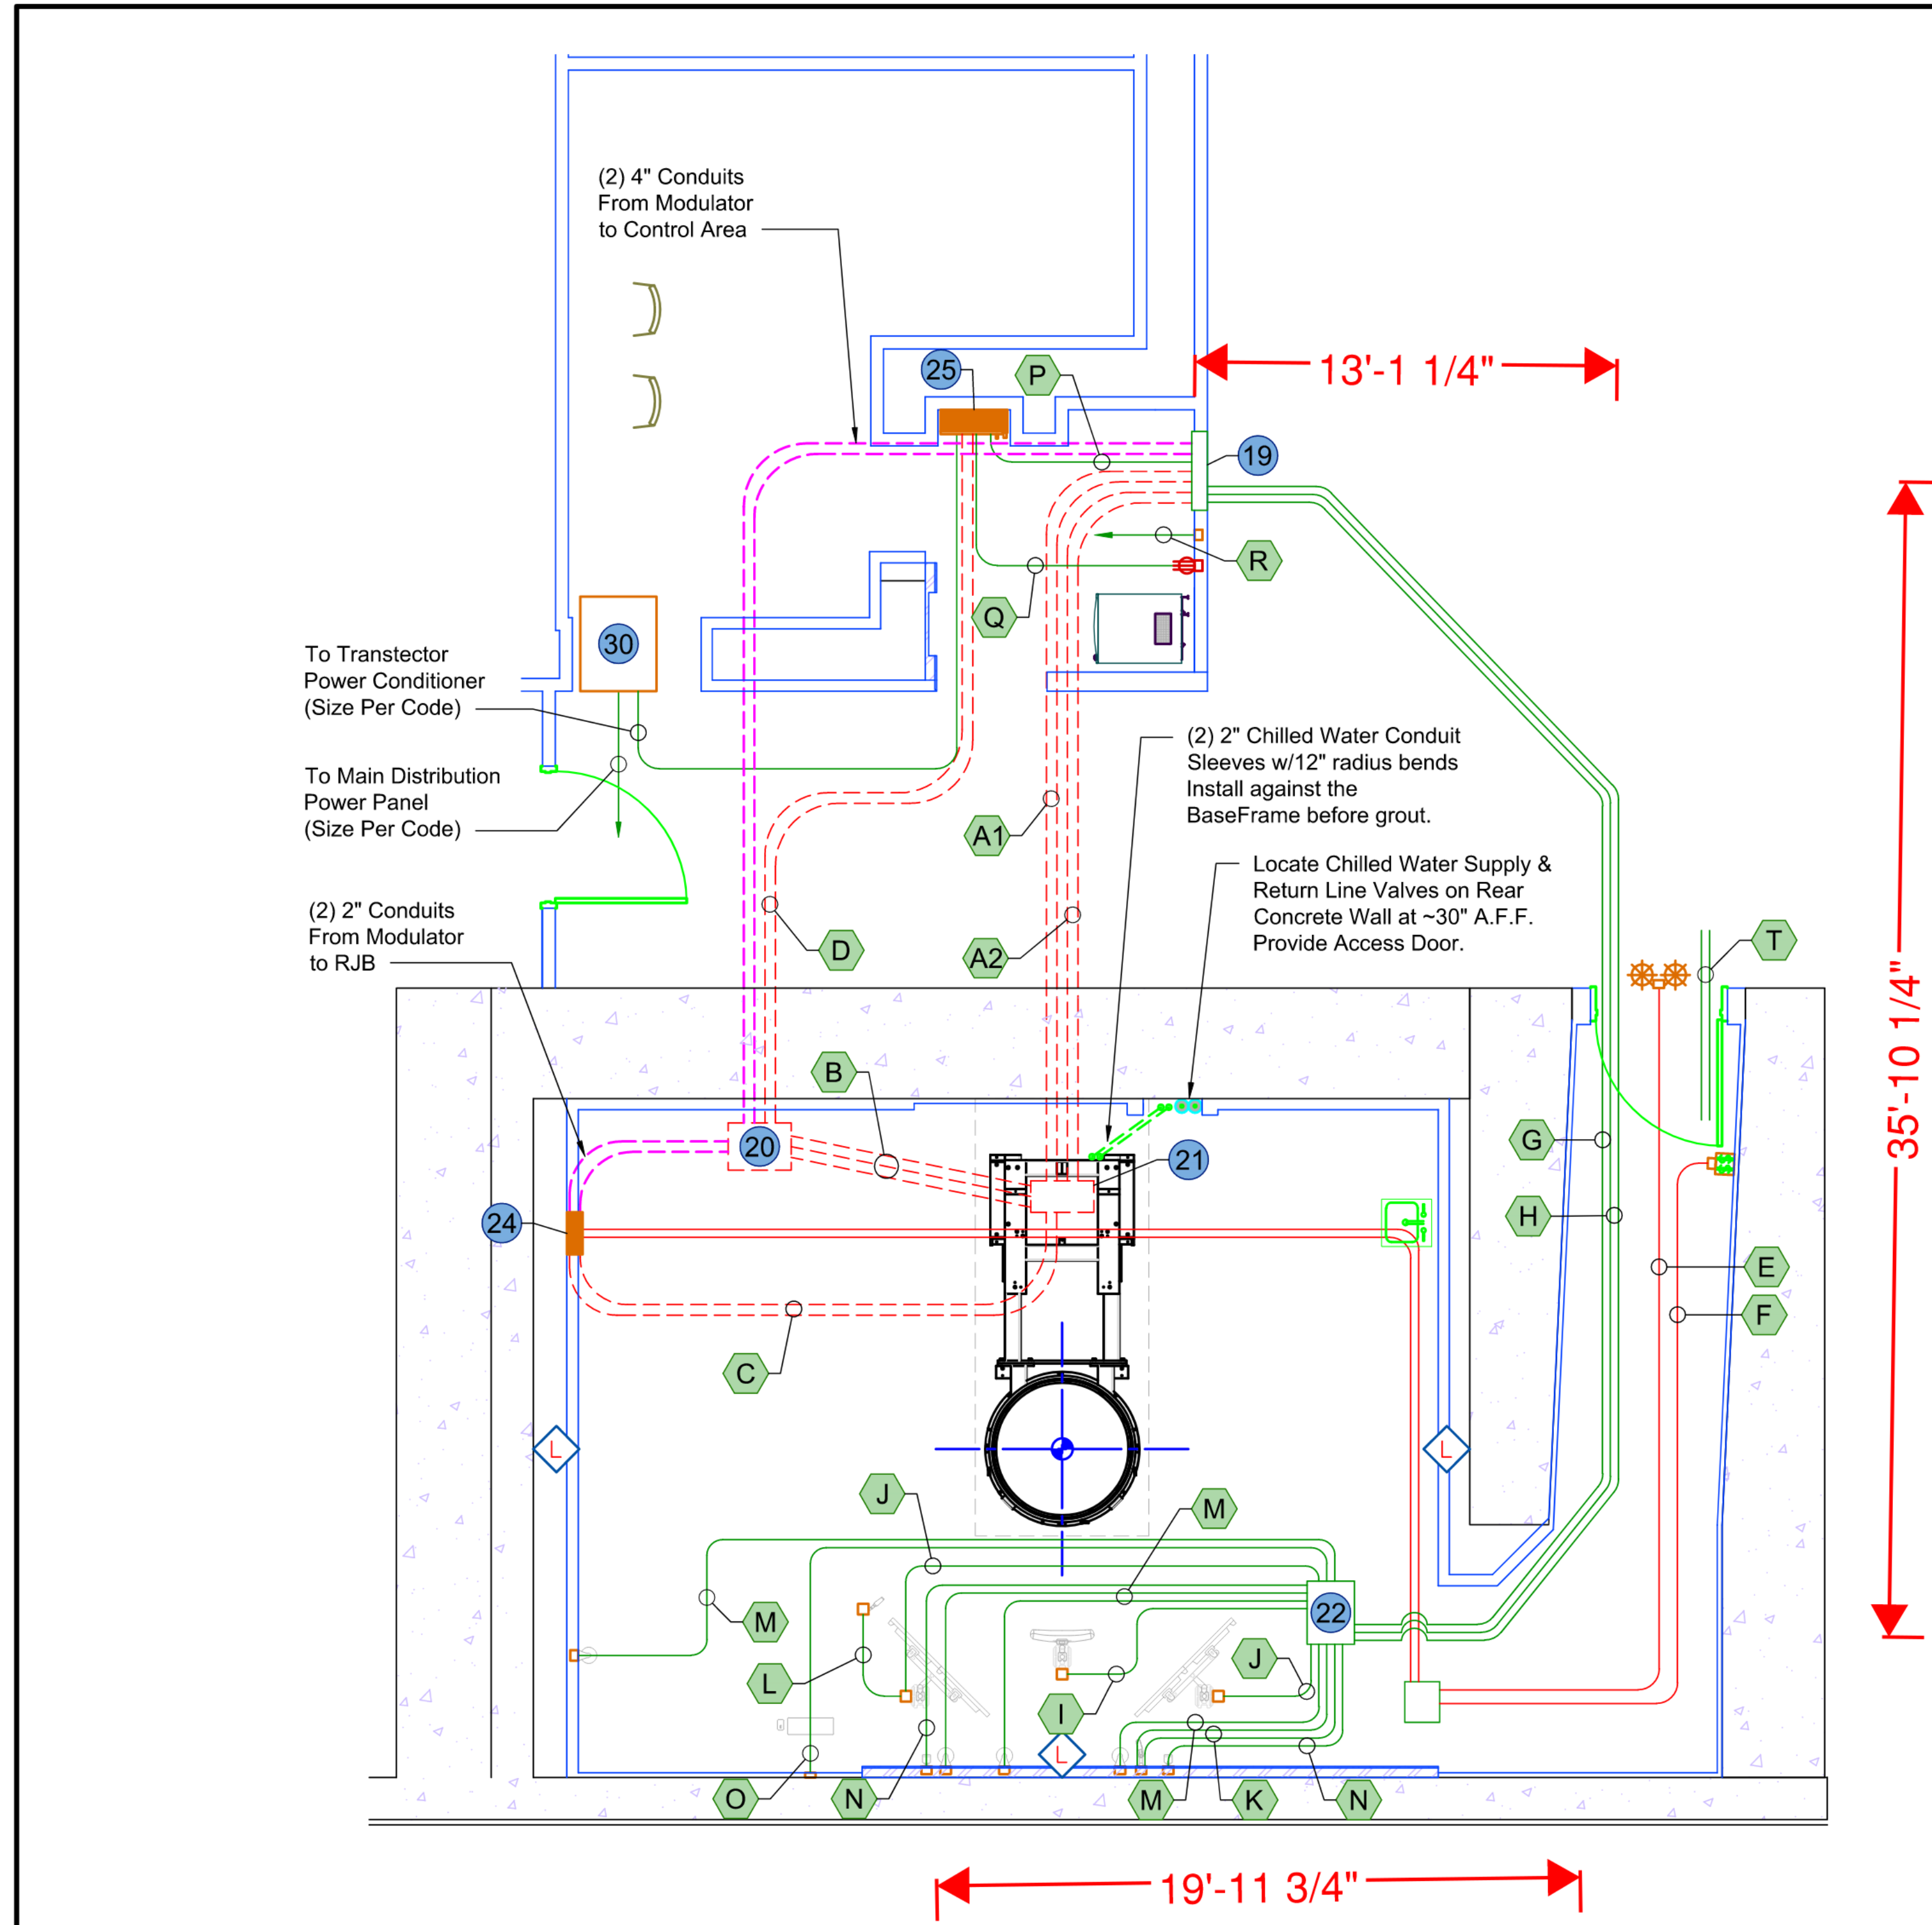 (2) 4" Conduits
From Modulator
to Control Area
25
P
13'-1 1/4"
19
R
Q
30
To Transtector
Power Conditioner
(Size Per Code)
To Main Distribution
Power Panel
(Size Per Code)
(2) 2" Chilled Water Conduit
Sleeves w/12" radius bends
Install against the
BaseFrame before grout.
A1
Locate Chilled Water Supply &
Return Line Valves on Rear
Concrete Wall at ~30" A.F.F.
Provide Access Door.
(2) 2" Conduits
From Modulator
to RJB
D
A2
T
35'-10 1/4"
B
20
21
G
24
H
E
F
C
L
L
J
M
22
M
L
J
I
L
O
N
M
K
N
19'-11 3/4"